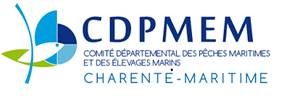 CDPMEM
COMITÉ DÉPARTEMENTAL DES PÊCHES MARITIMES
ET DES ÉLEVAGES MARINS
CHARENTE-MARITIME